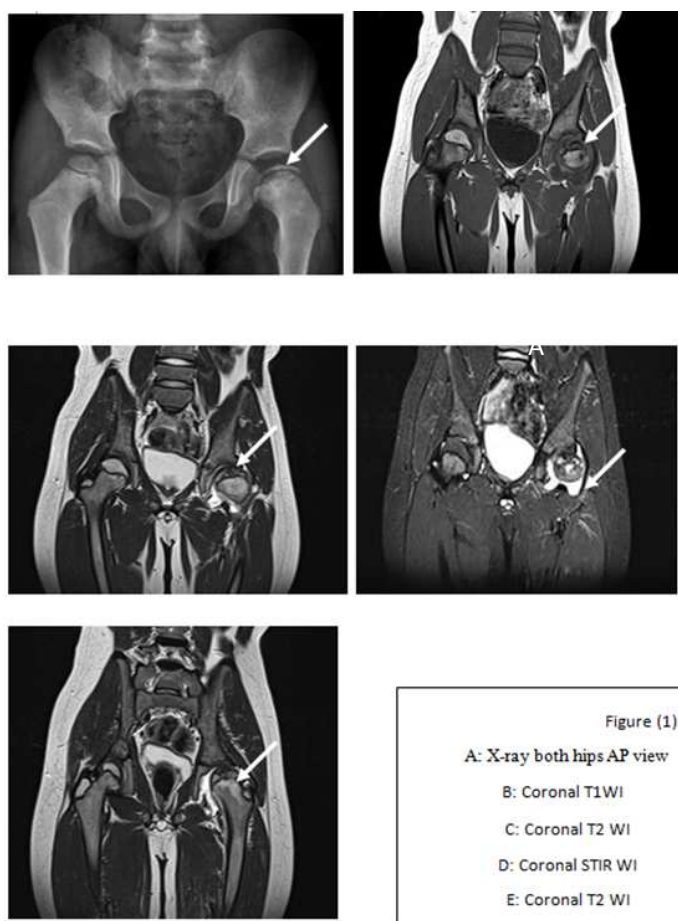 A
Figure (1)
A: X-ray both hips AP view
B: Coronal T1WI
C: Coronal T2 WI
D: Coronal STIR WI
E: Coronal T2 WI